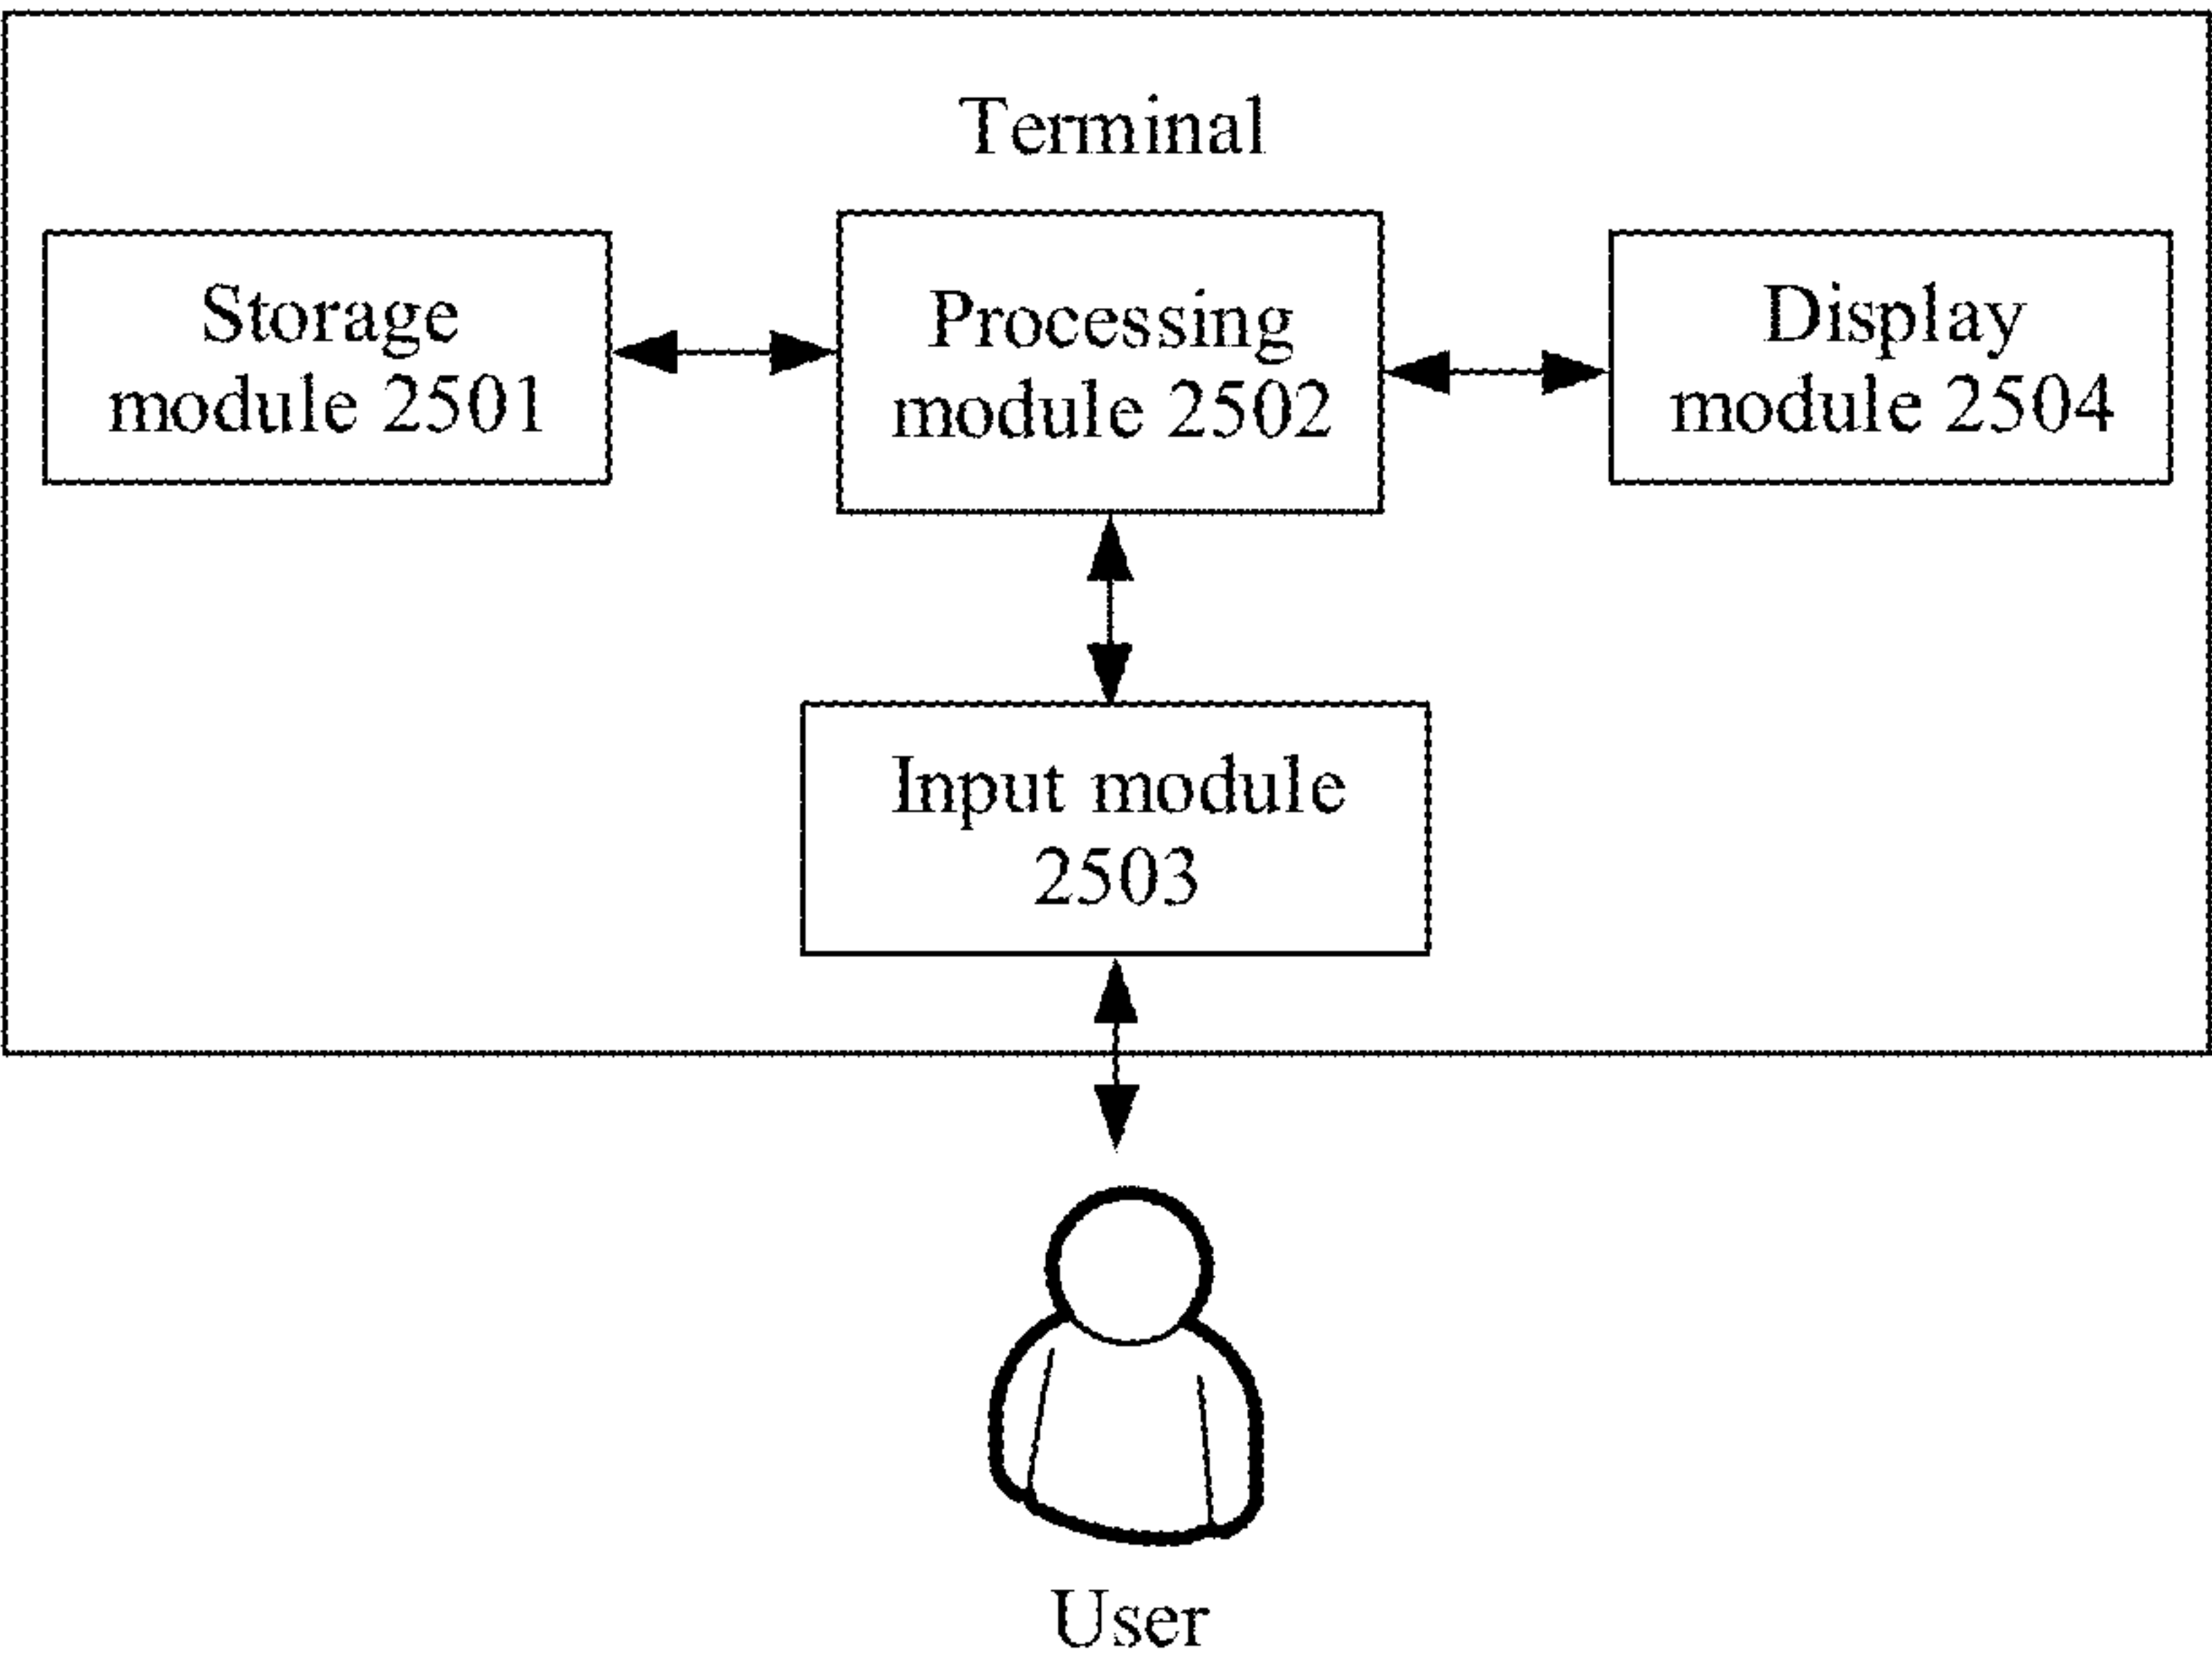 Terminal
Storage
module 2501
Processing
module 2502
Display
module 2504
Input module
2503
User